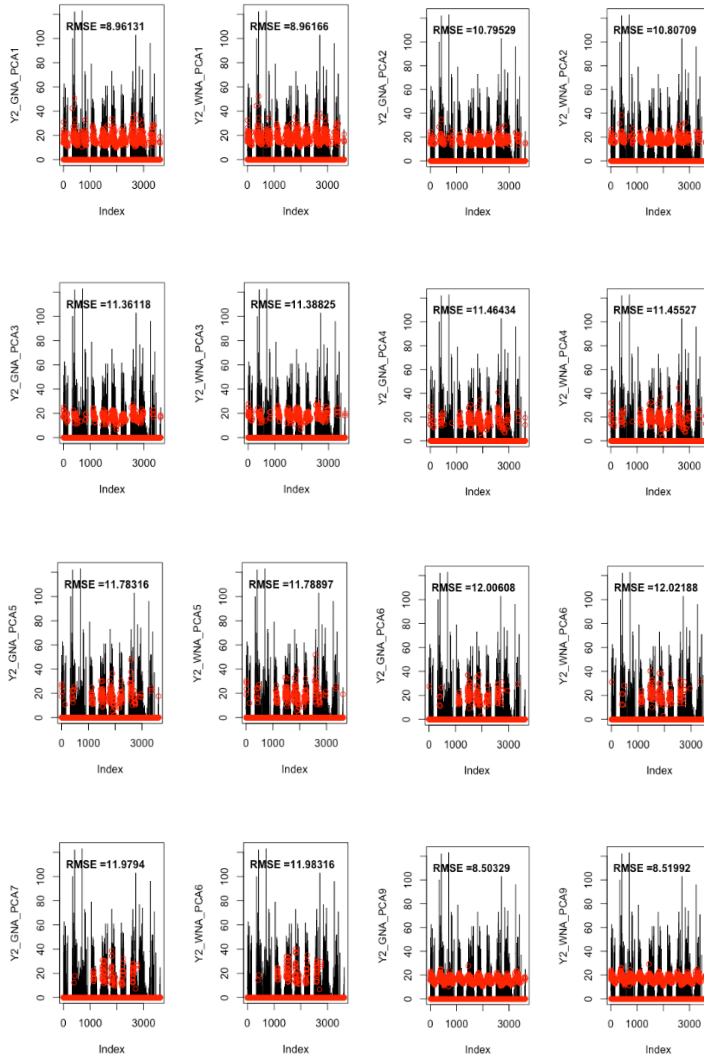 RMSE =8.96131
Y2_GNA_PCA1
0 20 40 60 80 100
0 1000 3000
Index
RMSE =8.96166
Y2_WNA_PCA1
0 20 40 60 80 100
0 1000 3000
Index
RMSE =10.79529
Y2_GNA_PCA2
0 20 40 60 80 100
0 1000 3000
Index
RMSE =10.80709
Y2_WNA_PCA2
0 20 40 60 80 100
0 1000 3000
Index
RMSE =11.36118
Y2_GNA_PCA3
0 20 40 60 80 100
0 1000 3000
Index
RMSE =11.38825
Y2_WNA_PCA3
0 20 40 60 80 100
0 1000 3000
Index
RMSE =11.46434
Y2_GNA_PCA4
0 20 40 60 80 100
0 1000 3000
Index
RMSE =11.45527
Y2_WNA_PCA4
0 20 40 60 80 100
0 1000 3000
Index
RMSE =11.78316
Y2_GNA_PCA5
0 20 40 60 80 100
0 1000 3000
Index
RMSE =11.78897
Y2_WNA_PCA5
0 20 40 60 80 100
0 1000 3000
Index
RMSE =12.00608
Y2_GNA_PCA6
0 20 40 60 80 100
0 1000 3000
Index
RMSE =12.02188
Y2_WNA_PCA6
0 20 40 60 80 100
0 1000 3000
Index
RMSE =11.9794
Y2_GNA_PCA7
0 20 40 60 80 100
0 1000 3000
Index
RMSE =11.98316
Y2_WNA_PCA6
0 20 40 60 80 100
0 1000 3000
Index
RMSE =8.50329
Y2_GNA_PCA9
0 20 40 60 80 100
0 1000 3000
Index
RMSE =8.51992
Y2_WNA_PCA9
0 20 40 60 80 100
0 1000 3000
Index